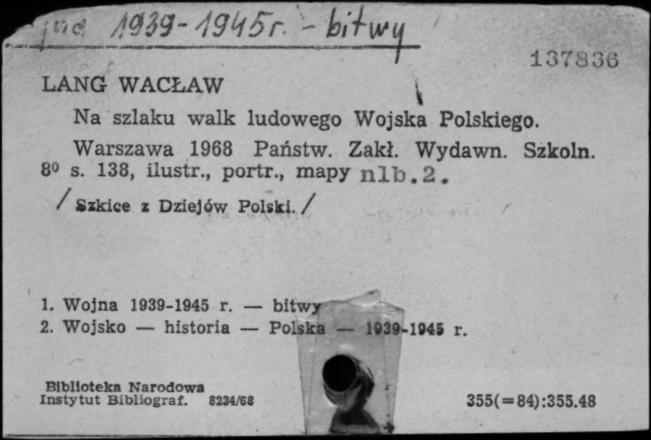 1939-1945r. - bitwy
137836
LANG WACŁAW
Na szlaku walk ludowego Wojska Polskiego.
Warszawa 1968 Państw. Zakł. Wydawn. Szkoln.
8⁰ s. 138, ilustr., portr., mapy nlb.2.
/ Szkice z Dziejów Polski. /
1. Wojna 1939-1945 r. — bitwy
2. Wojsko — historia — Polska — 1939-1945 r.
Biblioteka Narodowa
Instytut Bibliograf. 8234/68
355(=84):355.48